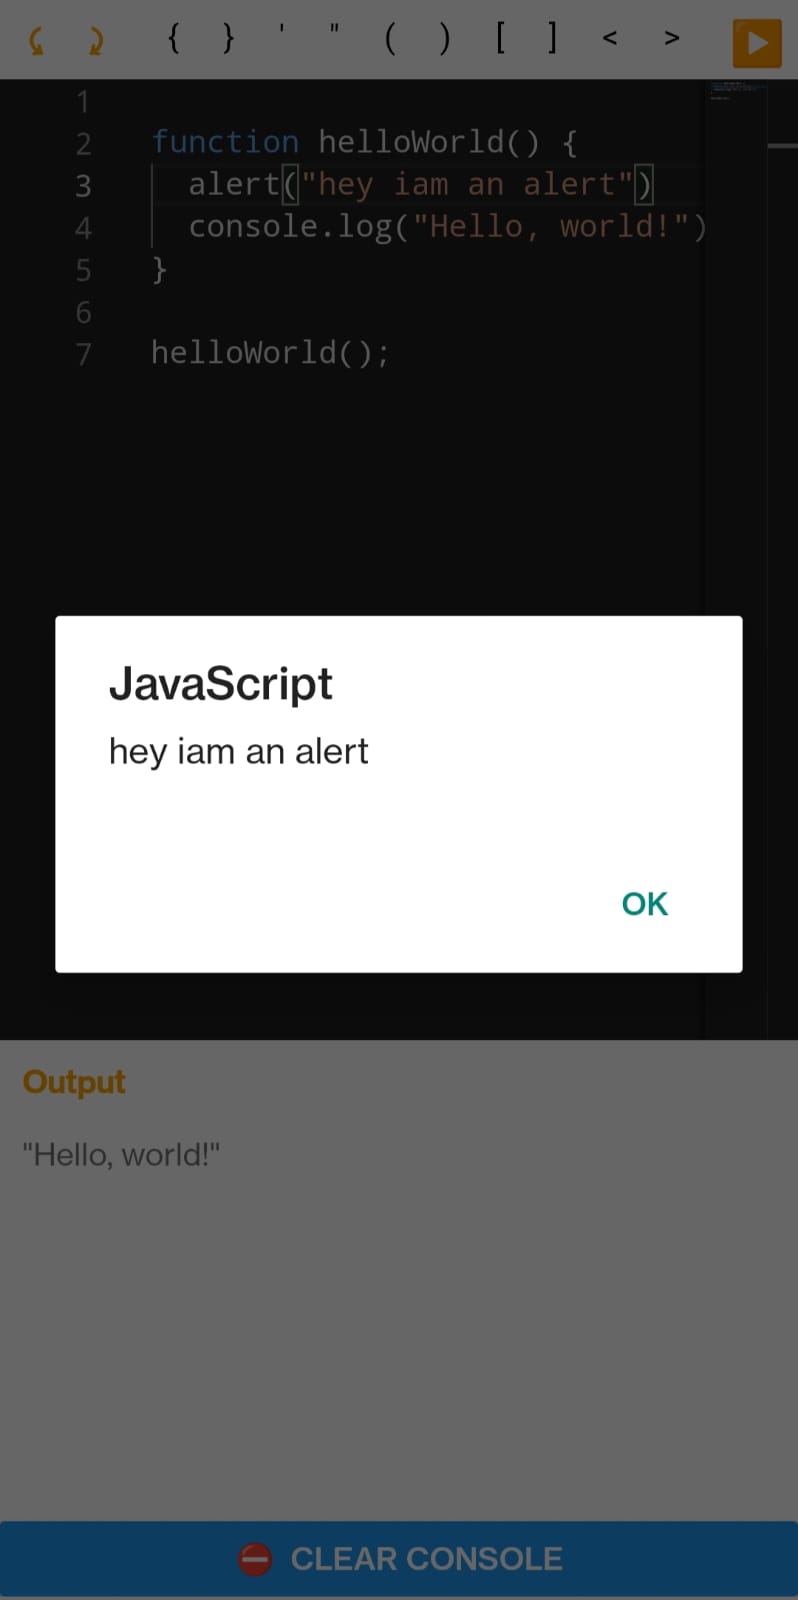 { } ' " ( ) [ ] < >
1
2 function helloWorld() {
3 alert("hey iam an alert")
4 console.log("Hello, world!")
5 }
6
7 helloWorld();
JavaScript
hey iam an alert
OK
Output
"Hello, world!"
CLEAR CONSOLE